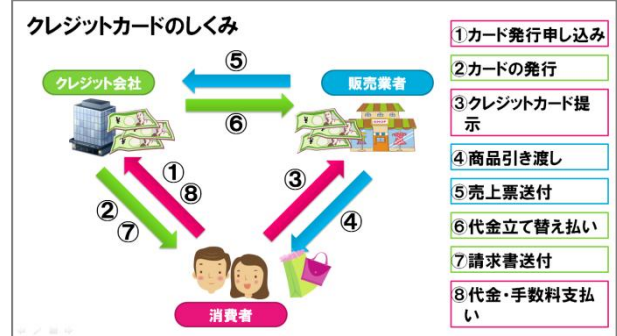 クレジットカードのしくみ
⑤
クレジット会社
販売業者
⑥
①
⑧
③
②
⑦
④
消費者
①カード発行申し込み
②カードの発行
③クレジットカード提
示
④商品引き渡し
⑤売上票送付
⑥代金立て替え払い
⑦請求書送付
⑧代金・手数料支払
い